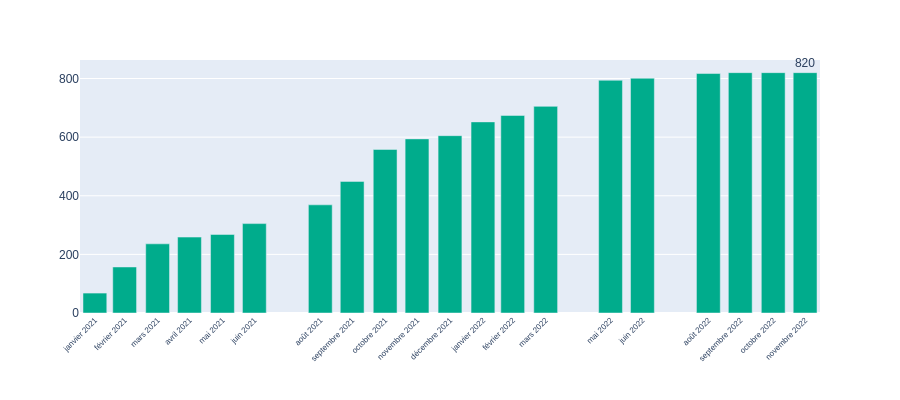 820
800
600
400
200
0
janvier 2021
février 2021
mars 2021
avril 2021
mai 2021
juin 2021
août 2021
septembre 2021
octobre 2021
novembre 2021
décembre 2021
janvier 2022
février 2022
mars 2022
mai 2022
juin 2022
août 2022
septembre 2022
octobre 2022
novembre 2022